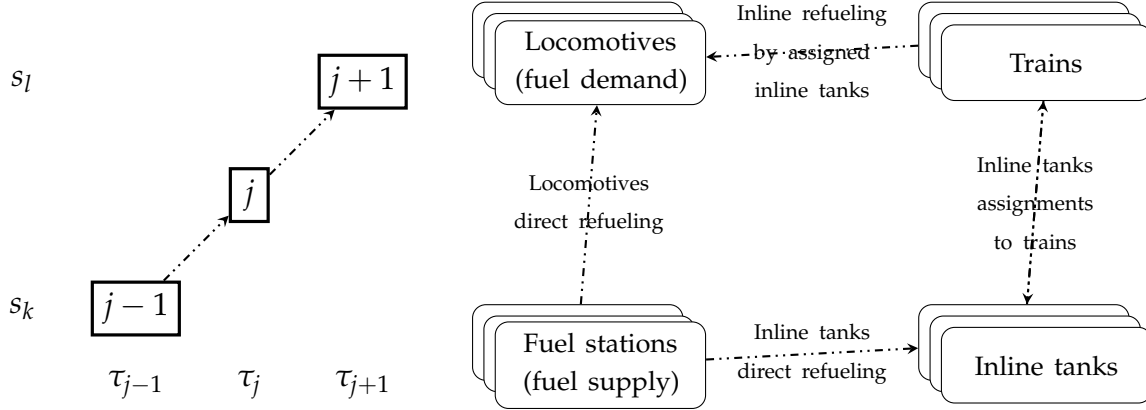 s_l
j + 1
j
s_k
j − 1
τ_{j−1}
τ_j
τ_{j+1}
Locomotives
(fuel demand)
Inline refueling
by assigned
inline tanks
Trains
Locomotives
direct refueling
Inline tanks
assignments
to trains
Fuel stations
(fuel supply)
Inline tanks
direct refueling
Inline tanks